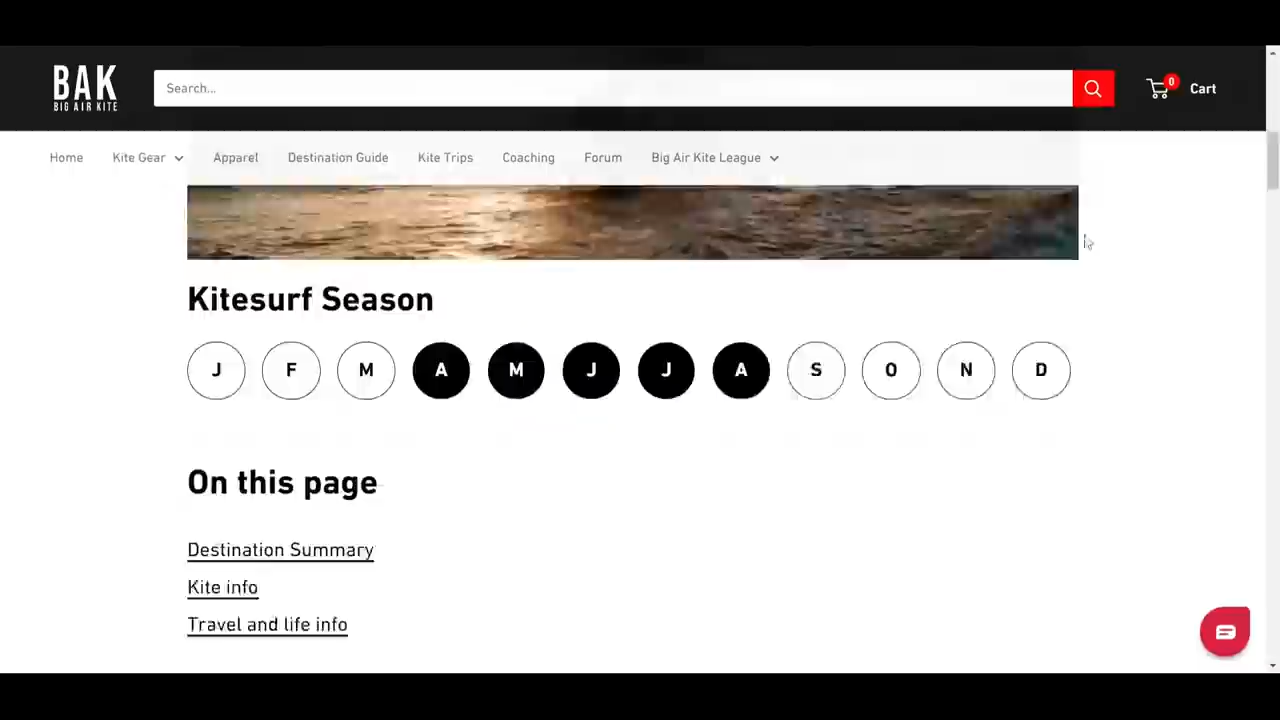 BAK
BIG AIR KITE
Search...
0
Cart
Home Kite Gear Apparel Destination Guide Kite Trips Coaching Forum Big Air Kite League
Kitesurf Season
J F M A M J J A S O N D
On this page
Destination Summary
Kite info
Travel and life info